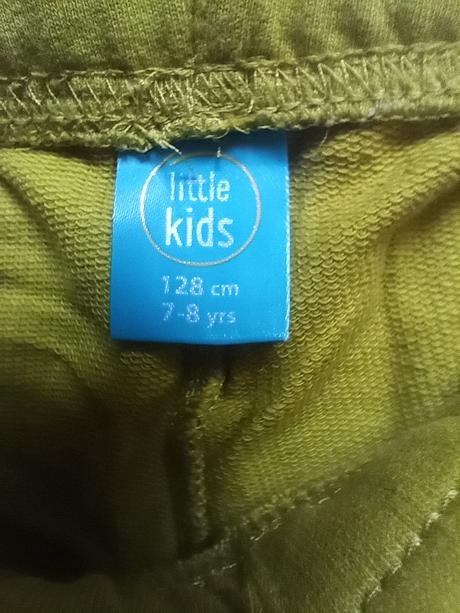 little
kids
128 cm
7-8 yrs